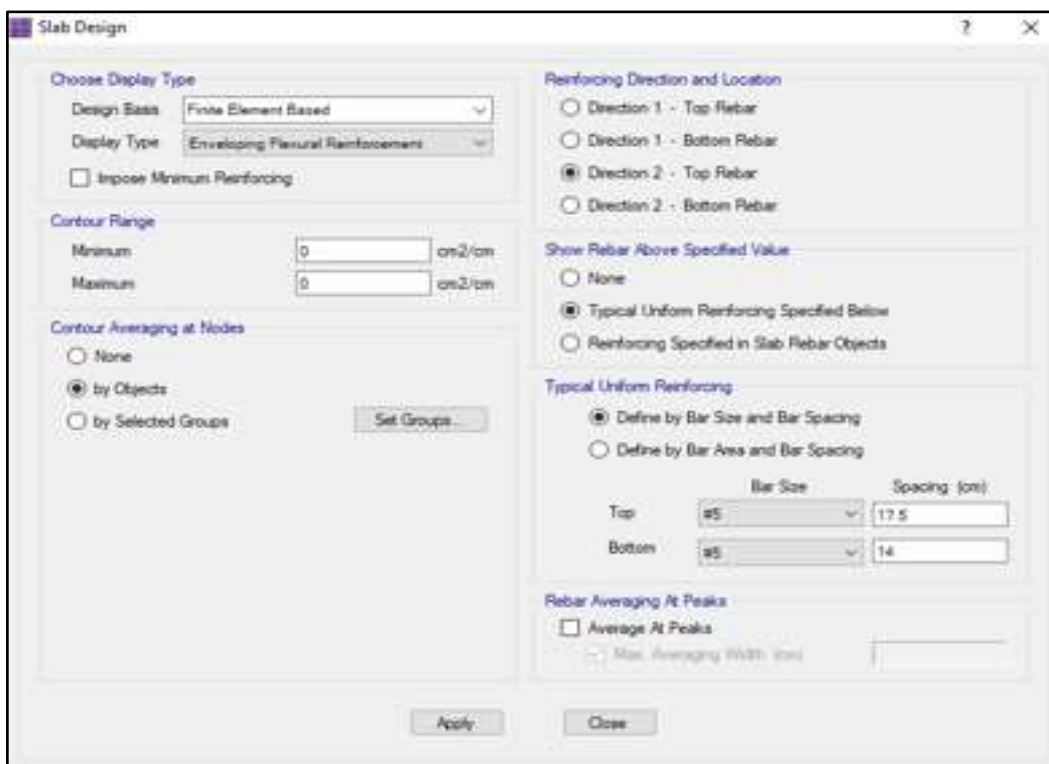 Slab Design
?
Choose Display Type
Design Basis Finite Element Based
Display Type Enveloping Flexural Reinforcement
Impose Minimum Reinforcing
Contour Range
Minimum 0 cm2/cm
Maximum 0 cm2/cm
Contour Averaging at Nodes
None
by Objects
by Selected Groups Set Groups...
Reinforcing Direction and Location
Direction 1 - Top Rebar
Direction 1 - Bottom Rebar
Direction 2 - Top Rebar
Direction 2 - Bottom Rebar
Show Rebar Above Specified Value
None
Typical Uniform Reinforcing Specified Below
Reinforcing Specified in Slab Rebar Objects
Typical Uniform Reinforcing
Define by Bar Size and Bar Spacing
Define by Bar Area and Bar Spacing
Bar Size Spacing (cm)
Top #5 17.5
Bottom #5 14
Rebar Averaging At Peaks
Average At Peaks
Max. Averaging Width (cm)
Apply Close